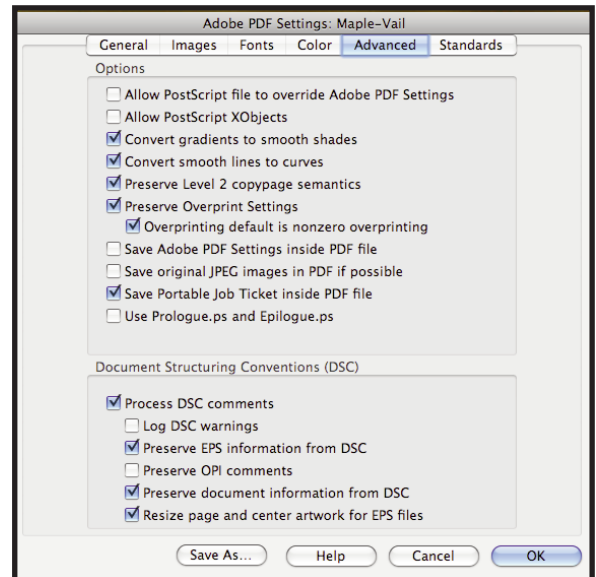 Adobe PDF Settings: Maple-Vail
General Images Fonts Color Advanced Standards
Options
Allow PostScript file to override Adobe PDF Settings
Allow PostScript XObjects
Convert gradients to smooth shades
Convert smooth lines to curves
Preserve Level 2 copypage semantics
Preserve Overprint Settings
Overprinting default is nonzero overprinting
Save Adobe PDF Settings inside PDF file
Save original JPEG images in PDF if possible
Save Portable Job Ticket inside PDF file
Use Prologue.ps and Epilogue.ps
Document Structuring Conventions (DSC)
Process DSC comments
Log DSC warnings
Preserve EPS information from DSC
Preserve OPI comments
Preserve document information from DSC
Resize page and center artwork for EPS files
Save As... Help Cancel OK